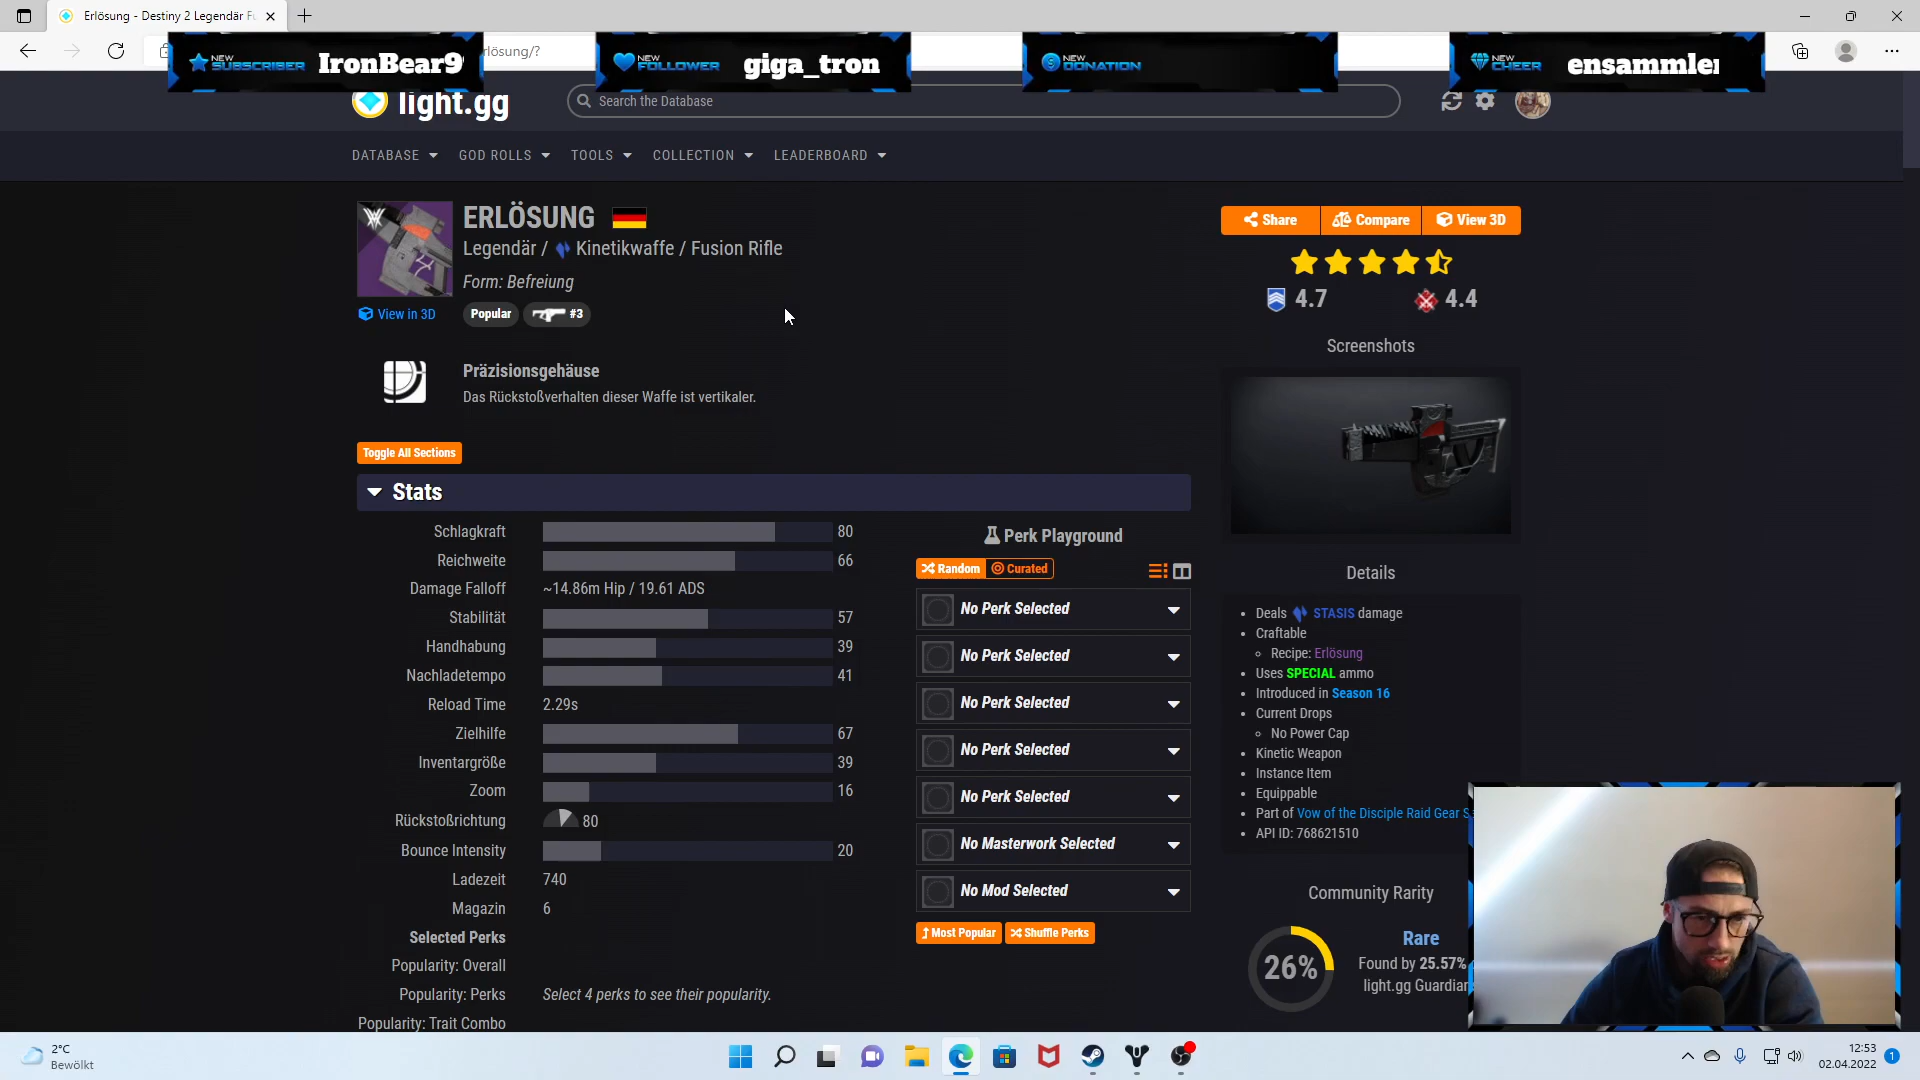 Erlösung - Destiny 2 Legendär Fu
rlösung/?
NEW SUBSCRIBER IronBear9
NEW FOLLOWER giga_tron
NEW DONATION
NEW CHEER ensammler
light.gg
Search the Database
DATABASE
GOD ROLLS
TOOLS
COLLECTION
LEADERBOARD
ERLÖSUNG
Legendär / Kinetikwaffe / Fusion Rifle
Form: Befreiung
View in 3D
Popular
#3
Share
Compare
View 3D
4.7
4.4
Präzisionsgehäuse
Das Rückstoßverhalten dieser Waffe ist vertikaler.
Toggle All Sections
Stats
Schlagkraft 80
Reichweite 66
Damage Falloff ~14.86m Hip / 19.61 ADS
Stabilität 57
Handhabung 39
Nachladetempo 41
Reload Time 2.29s
Zielhilfe 67
Inventargröße 39
Zoom 16
Rückstoßrichtung 80
Bounce Intensity 20
Ladezeit 740
Magazin 6
Selected Perks
Popularity: Overall
Popularity: Perks Select 4 perks to see their popularity.
Popularity: Trait Combo
Perk Playground
Random
Curated
No Perk Selected
No Perk Selected
No Perk Selected
No Perk Selected
No Perk Selected
No Masterwork Selected
No Mod Selected
Most Popular
Shuffle Perks
Screenshots
Details
Deals STASIS damage
Craftable
Recipe: Erlösung
Uses SPECIAL ammo
Introduced in Season 16
Current Drops
No Power Cap
Kinetic Weapon
Instance Item
Equippable
Part of Vow of the Disciple Raid Gear S
API ID: 768621510
Community Rarity
26%
Rare
Found by 25.57%
light.gg Guardian
2°C
Bewölkt
12:53
02.04.2022
1